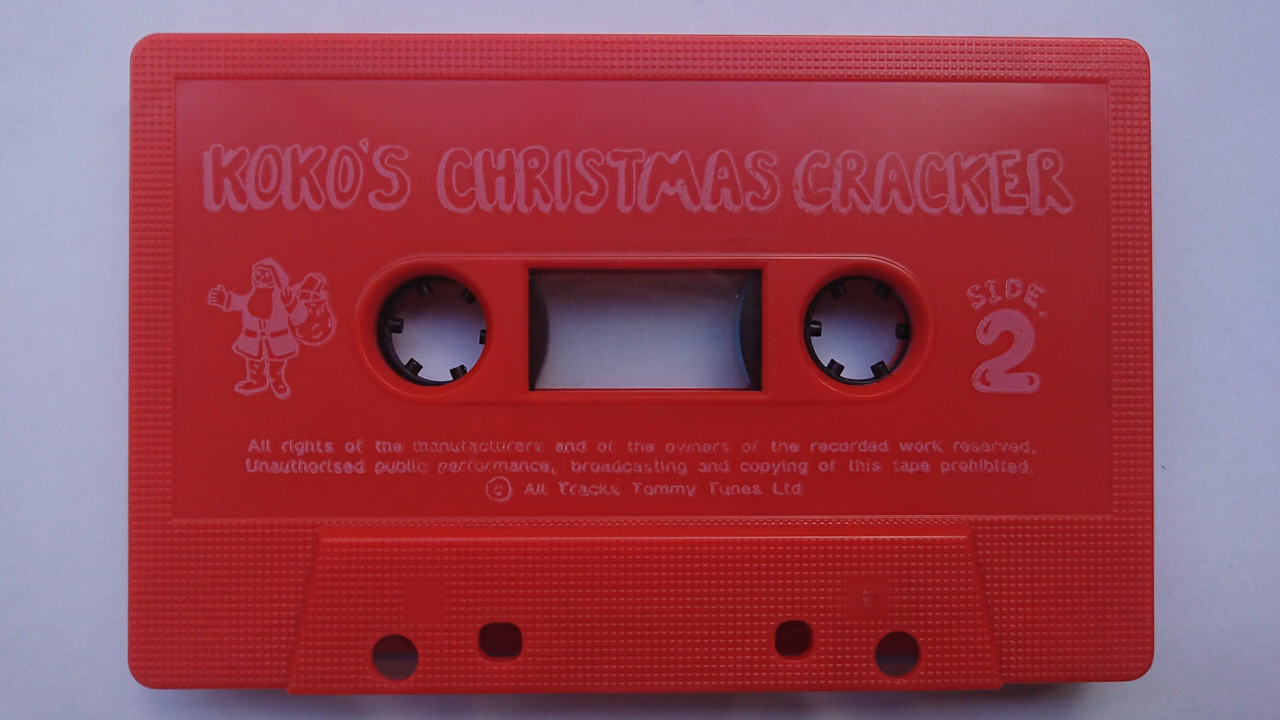 KOKO'S CHRISTMAS CRACKER
SIDE.
2
All rights of the manufacturers and of the owners of the recorded work reserved.
Unauthorised public performance, broadcasting and copying of this tape prohibited.
© All Tracks Tommy Tunes Ltd